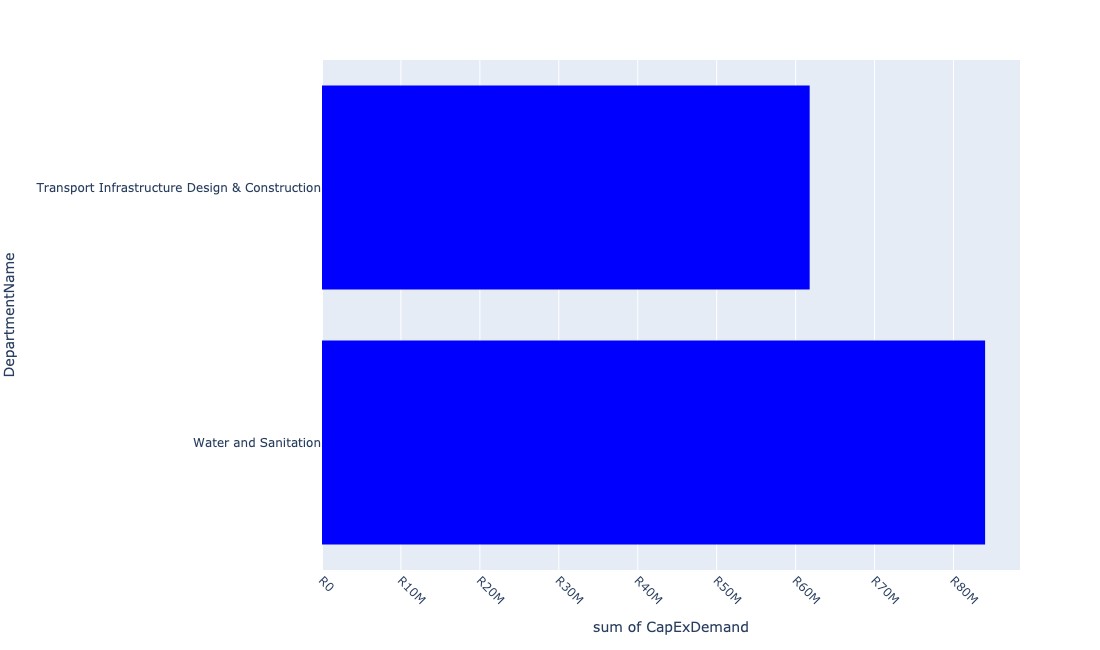 DepartmentName
Transport Infrastructure Design & Construction
Water and Sanitation
R0
R10M
R20M
R30M
R40M
R50M
R60M
R70M
R80M
sum of CapExDemand